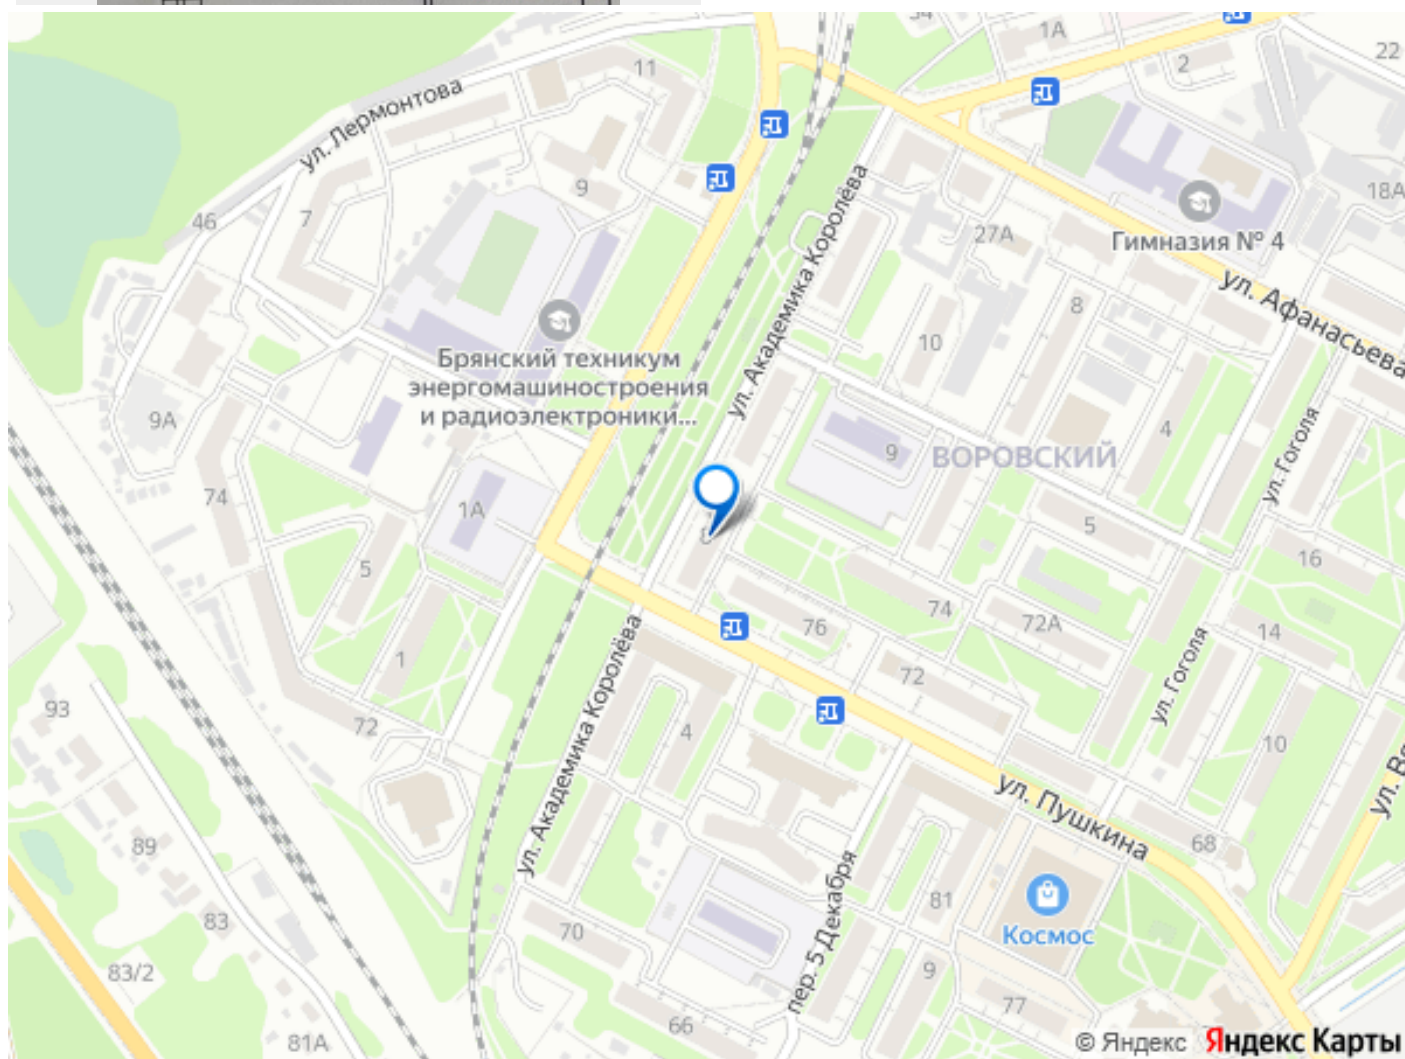 1А
22
2
11
ул. Лермонтова
18А
9
7
46
27А
Гимназия № 4
ул. Академика Королёва
ул. Афанасьева
8
10
Брянский техникум
энергомашиностроения
и радиоэлектроники...
9А
4
9
ВОРОВСКИЙ
ул. Гоголя
74
1А
5
16
5
74
72А
76
14
ул. Академика Королёва
1
72
ул. Гоголя
93
72
4
10
ул. Пушкина
68
89
81
83
70
Космос
пер. 5 Декабря
83/2
9
77
66
81А
© Яндекс Яндекс Карты